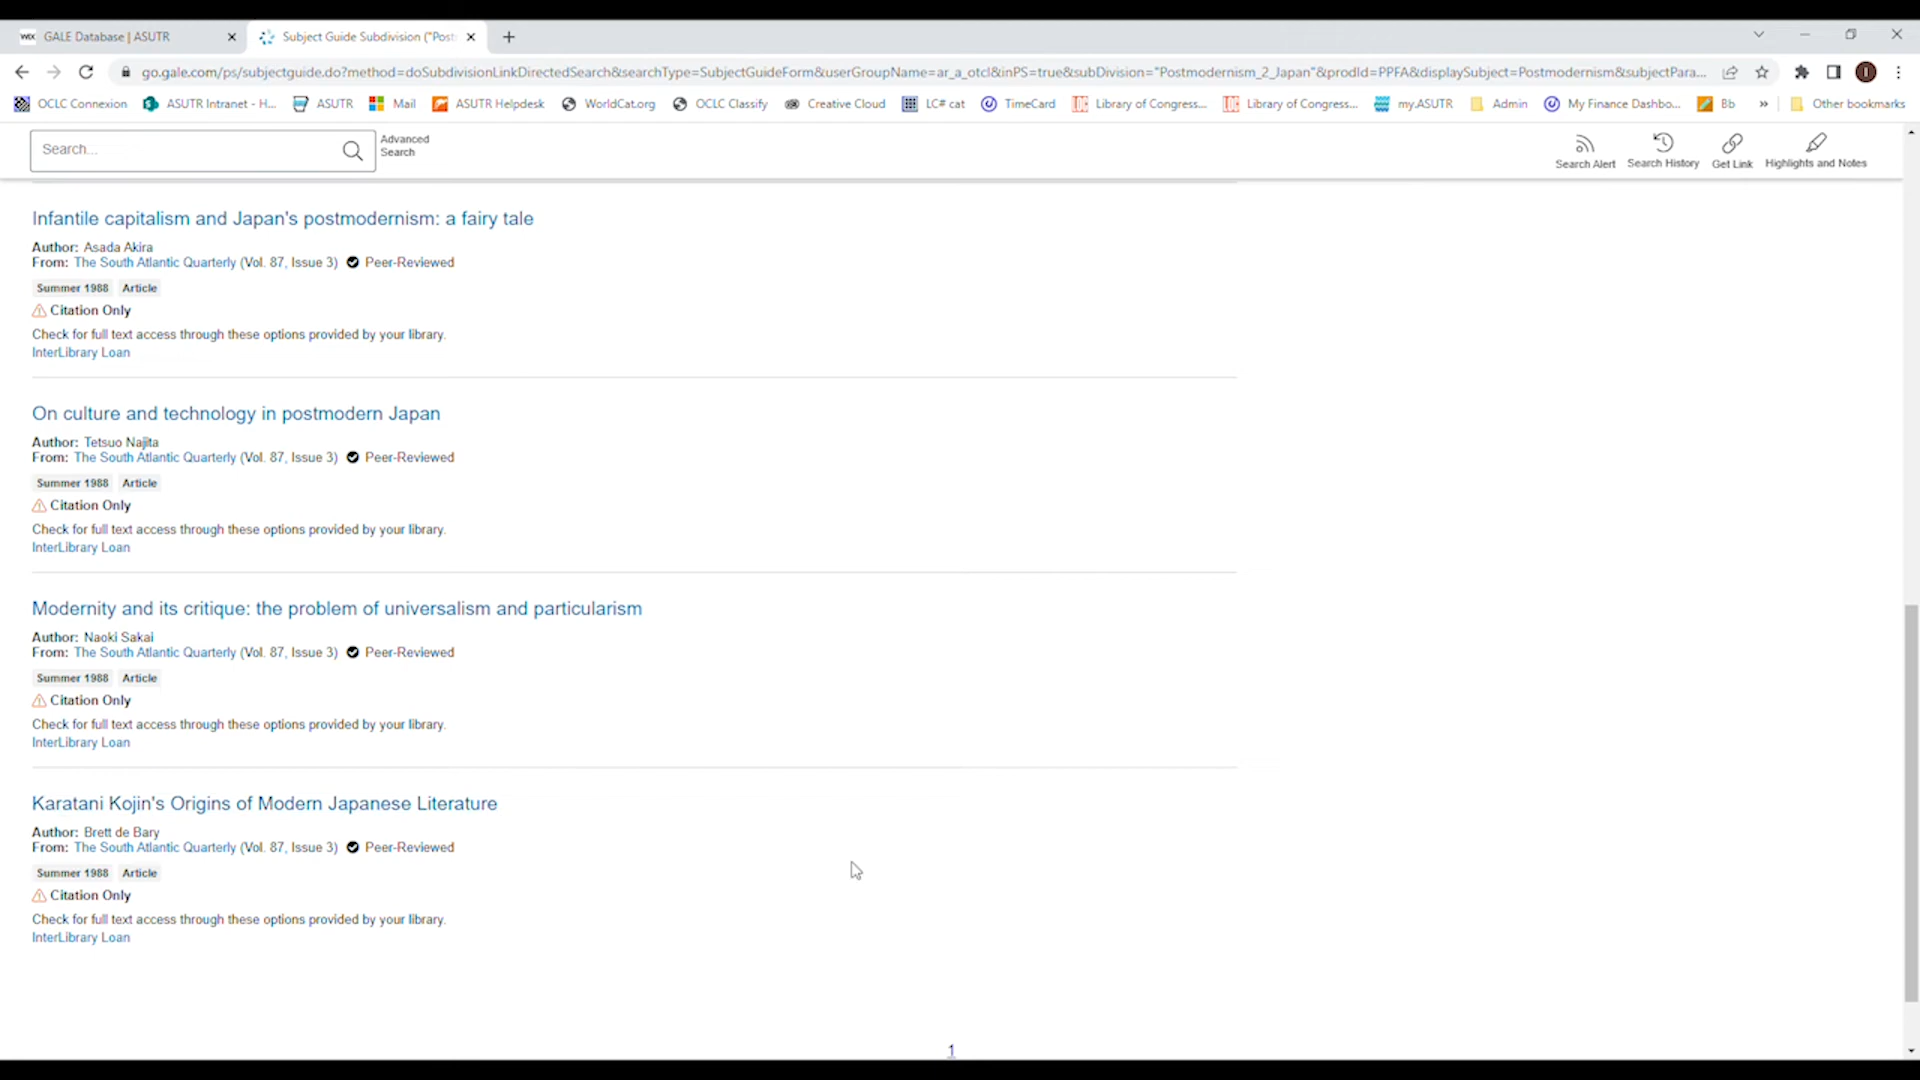 GALE Database | ASUTR
Subject Guide Subdivision ("Post
go.gale.com/ps/subjectguide.do?method=doSubdivisionLinkDirectedSearch&searchType=SubjectGuideForm&userGroupName=ar_a_otcl&inPS=true&subDivision="Postmodernism_2_Japan"&prodId=PPFA&displaySubject=Postmodernism&subjectPara...
OCLC Connexion ASUTR Intranet - H... ASUTR Mail ASUTR Helpdesk WorldCat.org OCLC Classify Creative Cloud LC# cat TimeCard Library of Congress... Library of Congress... my.ASUTR Admin My Finance Dashbo... Bb » Other bookmarks
Search...
Advanced
Search
Search Alert Search History Get Link Highlights and Notes
Infantile capitalism and Japan's postmodernism: a fairy tale
Author: Asada Akira
From: The South Atlantic Quarterly (Vol. 87, Issue 3) Peer-Reviewed
Summer 1988 Article
Citation Only
Check for full text access through these options provided by your library.
InterLibrary Loan
On culture and technology in postmodern Japan
Author: Tetsuo Najita
From: The South Atlantic Quarterly (Vol. 87, Issue 3) Peer-Reviewed
Summer 1988 Article
Citation Only
Check for full text access through these options provided by your library.
InterLibrary Loan
Modernity and its critique: the problem of universalism and particularism
Author: Naoki Sakai
From: The South Atlantic Quarterly (Vol. 87, Issue 3) Peer-Reviewed
Summer 1988 Article
Citation Only
Check for full text access through these options provided by your library.
InterLibrary Loan
Karatani Kojin's Origins of Modern Japanese Literature
Author: Brett de Bary
From: The South Atlantic Quarterly (Vol. 87, Issue 3) Peer-Reviewed
Summer 1988 Article
Citation Only
Check for full text access through these options provided by your library.
InterLibrary Loan
1